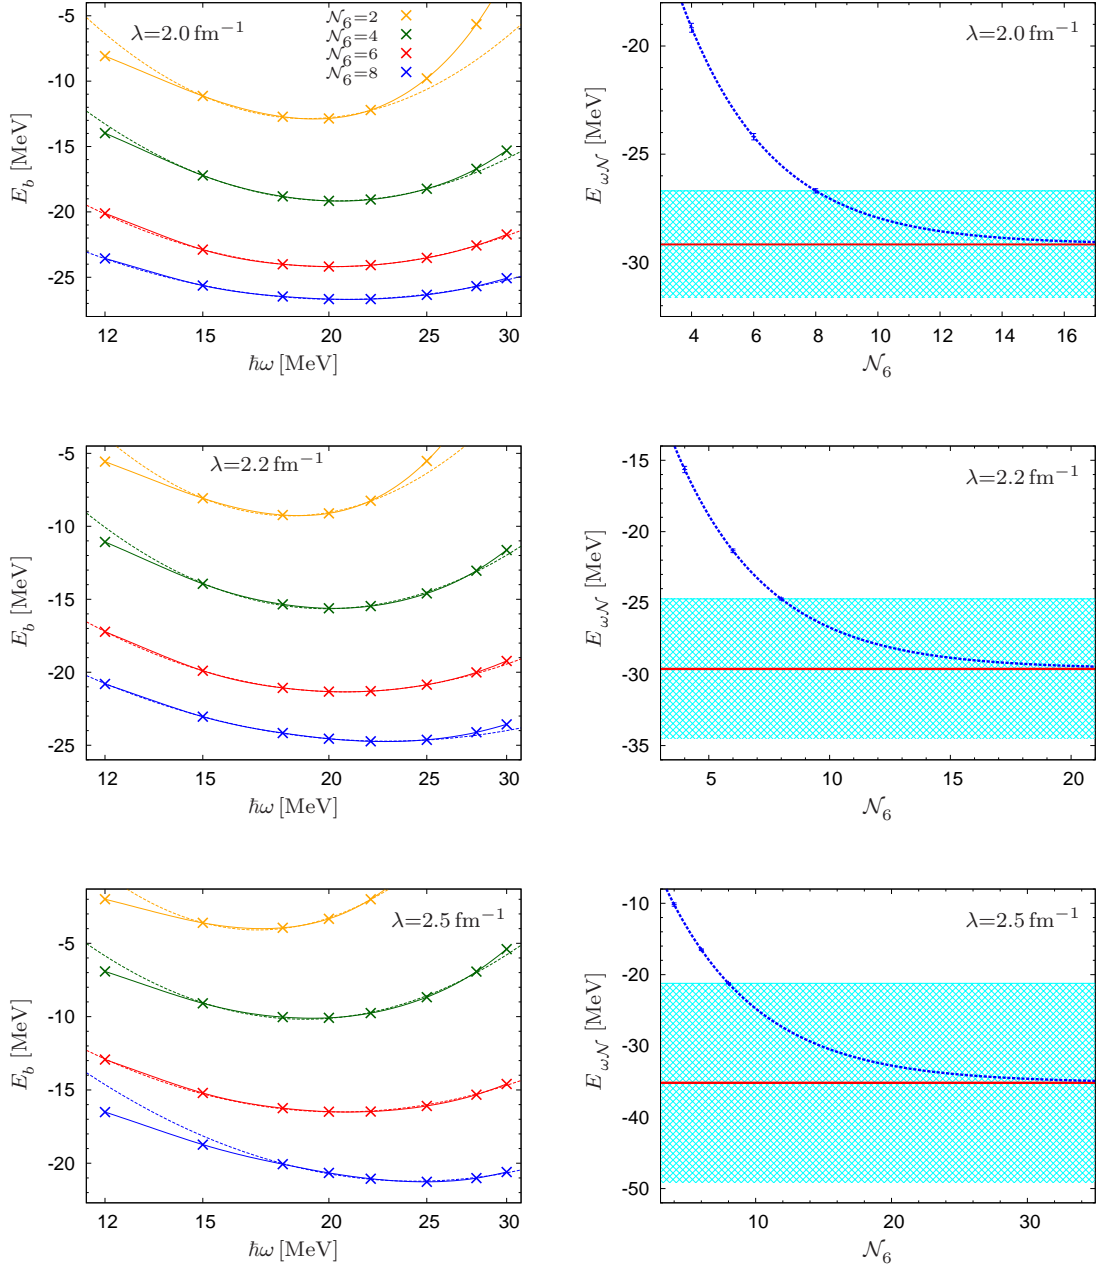 λ=2.0 fm⁻¹
𝒩₆=2
𝒩₆=4
𝒩₆=6
𝒩₆=8
-5
-10
-15
-20
-25
E_b [MeV]
12 15 20 25 30
ħω [MeV]
λ=2.0 fm⁻¹
-20
-25
-30
E_ω𝒩 [MeV]
4 6 8 10 12 14 16
𝒩₆
λ=2.2 fm⁻¹
-5
-10
-15
-20
-25
E_b [MeV]
12 15 20 25 30
ħω [MeV]
λ=2.2 fm⁻¹
-15
-20
-25
-30
-35
E_ω𝒩 [MeV]
5 10 15 20
𝒩₆
λ=2.5 fm⁻¹
-5
-10
-15
-20
E_b [MeV]
12 15 20 25 30
ħω [MeV]
λ=2.5 fm⁻¹
-10
-20
-30
-40
-50
E_ω𝒩 [MeV]
10 20 30
𝒩₆